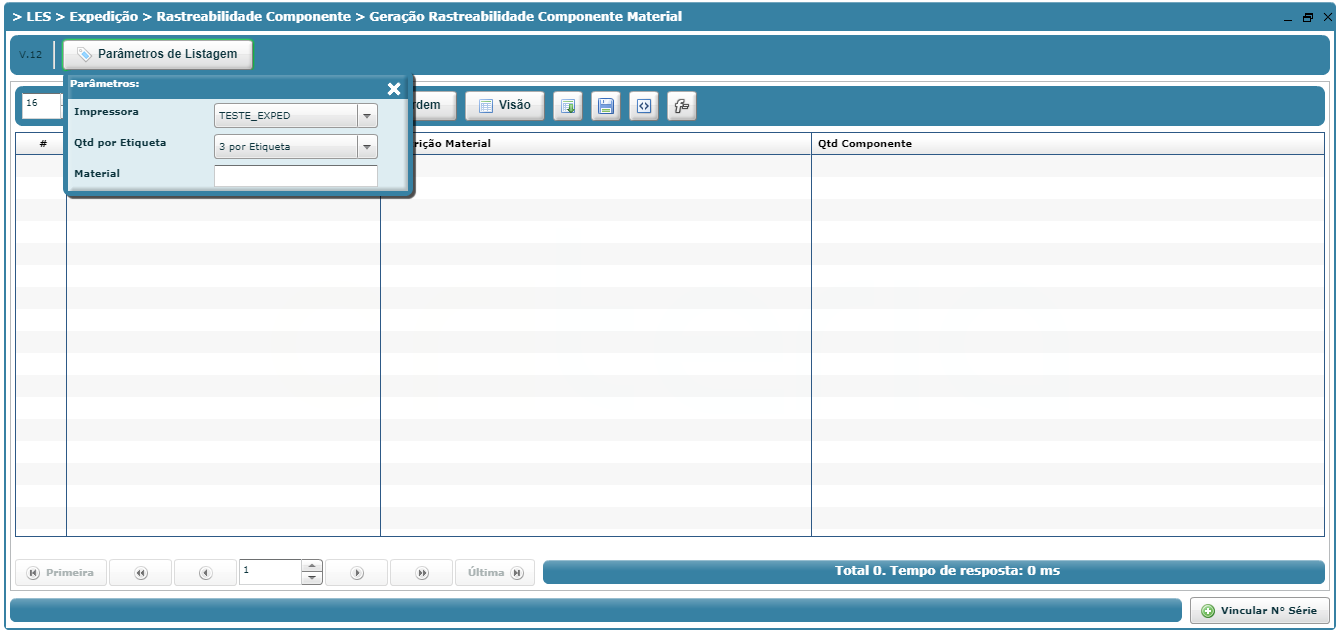 > LES > Expedição > Rastreabilidade Componente > Geração Rastreabilidade Componente Material
V.12
Parâmetros de Listagem
Parâmetros:
16
rdem
Visão
Impressora
TESTE_EXPED
#
Qtd por Etiqueta
3 por Etiqueta
rição Material
Qtd Componente
Material
Primeira
1
Última
Total 0. Tempo de resposta: 0 ms
Vincular Nº Série